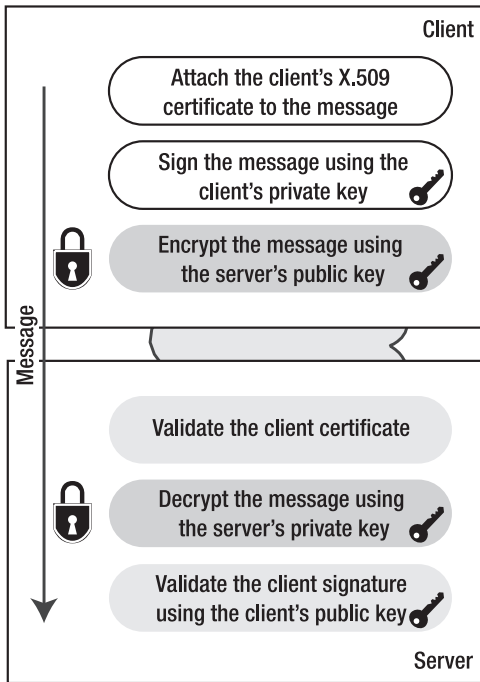 Client
Attach the client's X.509
certificate to the message
Sign the message using the
client's private key
Encrypt the message using
the server's public key
Message
Validate the client certificate
Decrypt the message using
the server's private key
Validate the client signature
using the client's public key
Server